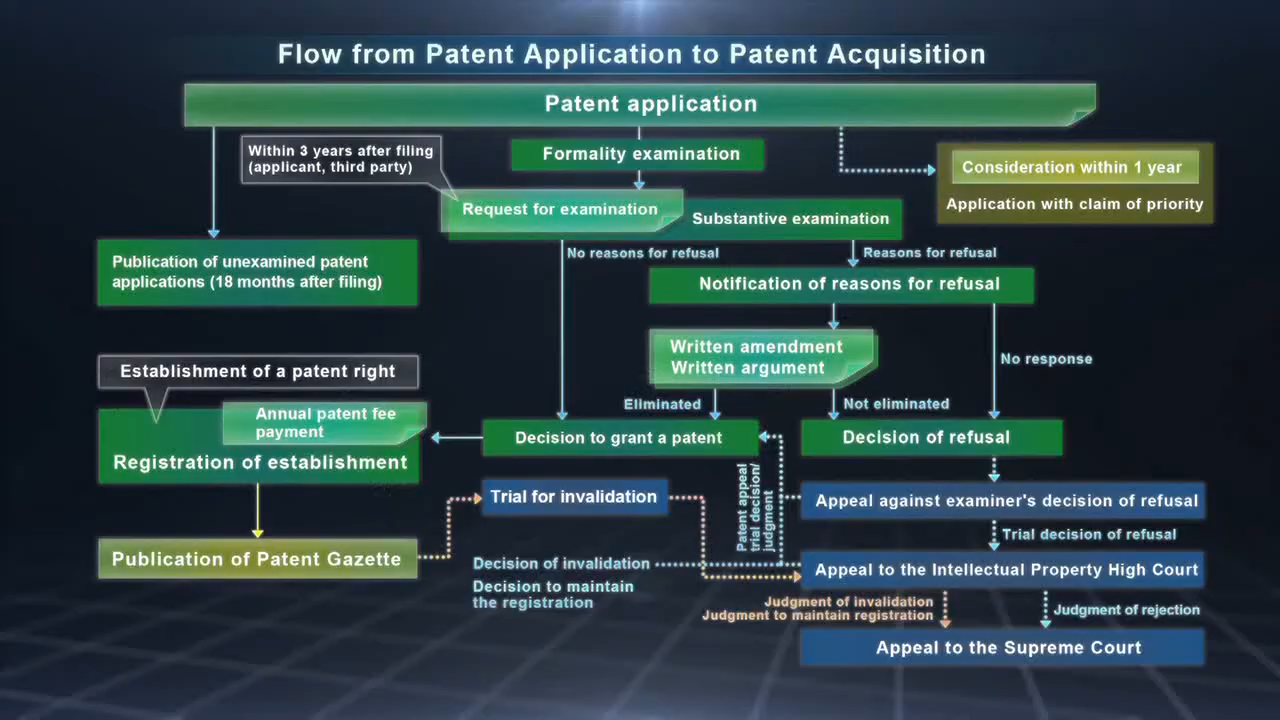 Flow from Patent Application to Patent Acquisition
Patent application
Within 3 years after filing
(applicant, third party)
Formality examination
Consideration within 1 year
Application with claim of priority
Request for examination
Substantive examination
No reasons for refusal
Reasons for refusal
Publication of unexamined patent
applications (18 months after filing)
Notification of reasons for refusal
Written amendment
Written argument
No response
Establishment of a patent right
Eliminated
Not eliminated
Annual patent fee
payment
Registration of establishment
Decision to grant a patent
Decision of refusal
Patent appeal
trial decision/
judgment
Trial for invalidation
Appeal against examiner's decision of refusal
Trial decision of refusal
Publication of Patent Gazette
Decision of invalidation
Decision to maintain
the registration
Appeal to the Intellectual Property High Court
Judgment of invalidation
Judgment to maintain registration
Judgment of rejection
Appeal to the Supreme Court